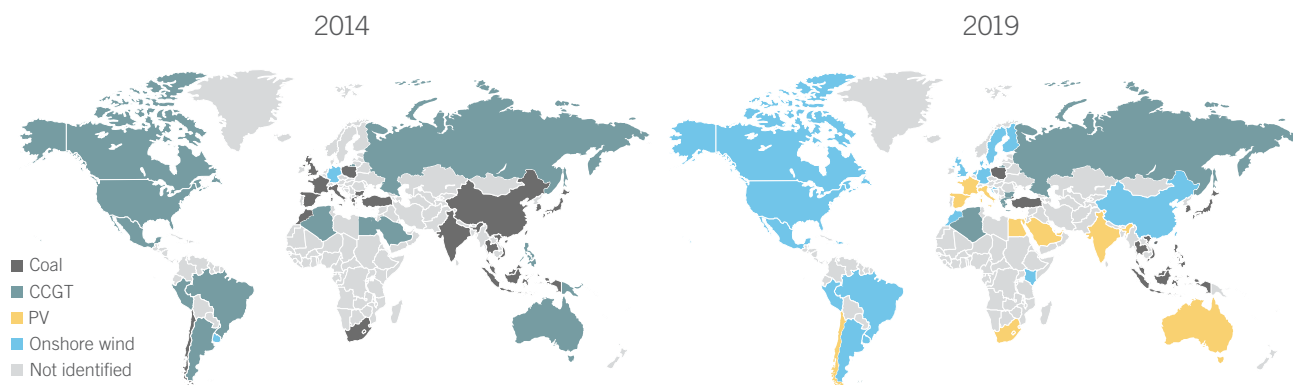 2014
2019
Coal
CCGT
PV
Onshore wind
Not identified